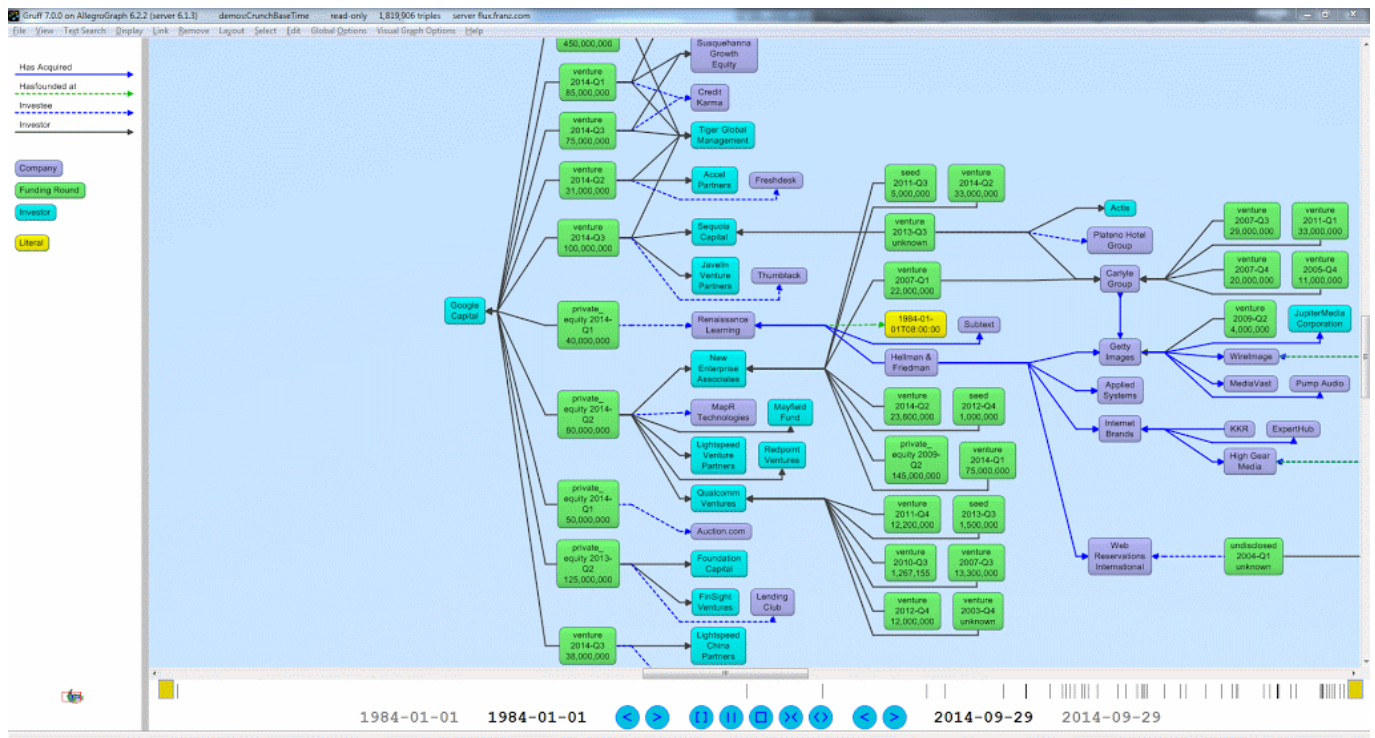 Gruff 7.0.0 on AllegroGraph 6.2.2 (server 6.1.3) demos:CrunchBaseTime read-only 1,819,906 triples server flux.franz.com
File View Text Search Display Link Remove Layout Select Edit Global Options Visual Graph Options Help
Has Acquired
Hasfounded at
Investee
Investor
Company
Funding Round
Investor
Literal
Google
Capital
450,000,000
venture
2014-Q1
85,000,000
venture
2014-Q3
75,000,000
venture
2014-Q2
31,000,000
venture
2014-Q3
100,000,000
private_
equity 2014-
Q1
40,000,000
private_
equity 2014-
Q2
80,000,000
private_
equity 2014-
Q1
50,000,000
private_
equity 2013-
Q2
125,000,000
venture
2014-Q3
38,000,000
Susquehanna
Growth
Equity
Credit
Karma
Tiger Global
Management
Accel
Partners
Freshdesk
Sequoia
Capital
Javelin
Venture
Partners
Thumbtack
Renaissance
Learning
New
Enterprise
Associates
MapR
Technologies
Mayfield
Fund
Lightspeed
Venture
Partners
Redpoint
Ventures
Qualcomm
Ventures
Auction.com
Foundation
Capital
FinSight
Ventures
Lending
Club
Lightspeed
China
Partners
seed
2011-Q3
5,000,000
venture
2014-Q2
33,000,000
venture
2013-Q3
unknown
venture
2007-Q1
22,000,000
1984-01-
01T08:00:00
Subtext
Hellman &
Friedman
venture
2014-Q2
23,600,000
seed
2012-Q4
1,000,000
private_
equity 2009-
Q2
145,000,000
venture
2014-Q1
75,000,000
venture
2011-Q4
12,200,000
seed
2013-Q3
1,500,000
venture
2010-Q3
1,267,155
venture
2007-Q3
13,300,000
venture
2012-Q4
12,000,000
venture
2003-Q4
unknown
Actis
Plateno Hotel
Group
Carlyle
Group
Getty
Images
Applied
Systems
Internet
Brands
Web
Reservations
International
venture
2007-Q3
29,000,000
venture
2011-Q1
33,000,000
venture
2007-Q4
20,000,000
venture
2005-Q4
11,000,000
venture
2009-Q2
4,000,000
JupiterMedia
Corporation
WireImage
MediaVast
Pump Audio
KKR
ExpertHub
High Gear
Media
undisclosed
2004-Q1
unknown
1984-01-01 1984-01-01 2014-09-29 2014-09-29